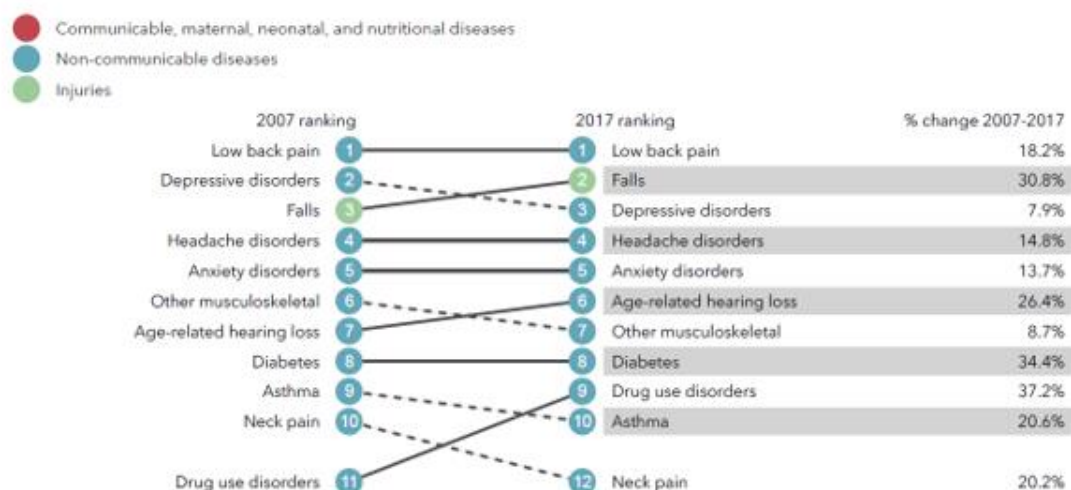 Communicable, maternal, neonatal, and nutritional diseases
Non-communicable diseases
Injuries
2007 ranking 2017 ranking % change 2007-2017
Low back pain 1 1 Low back pain 18.2%
Depressive disorders 2 2 Falls 30.8%
Falls 3 3 Depressive disorders 7.9%
Headache disorders 4 4 Headache disorders 14.8%
Anxiety disorders 5 5 Anxiety disorders 13.7%
Other musculoskeletal 6 6 Age-related hearing loss 26.4%
Age-related hearing loss 7 7 Other musculoskeletal 8.7%
Diabetes 8 8 Diabetes 34.4%
Asthma 9 9 Drug use disorders 37.2%
Neck pain 10 10 Asthma 20.6%
Drug use disorders 11 12 Neck pain 20.2%